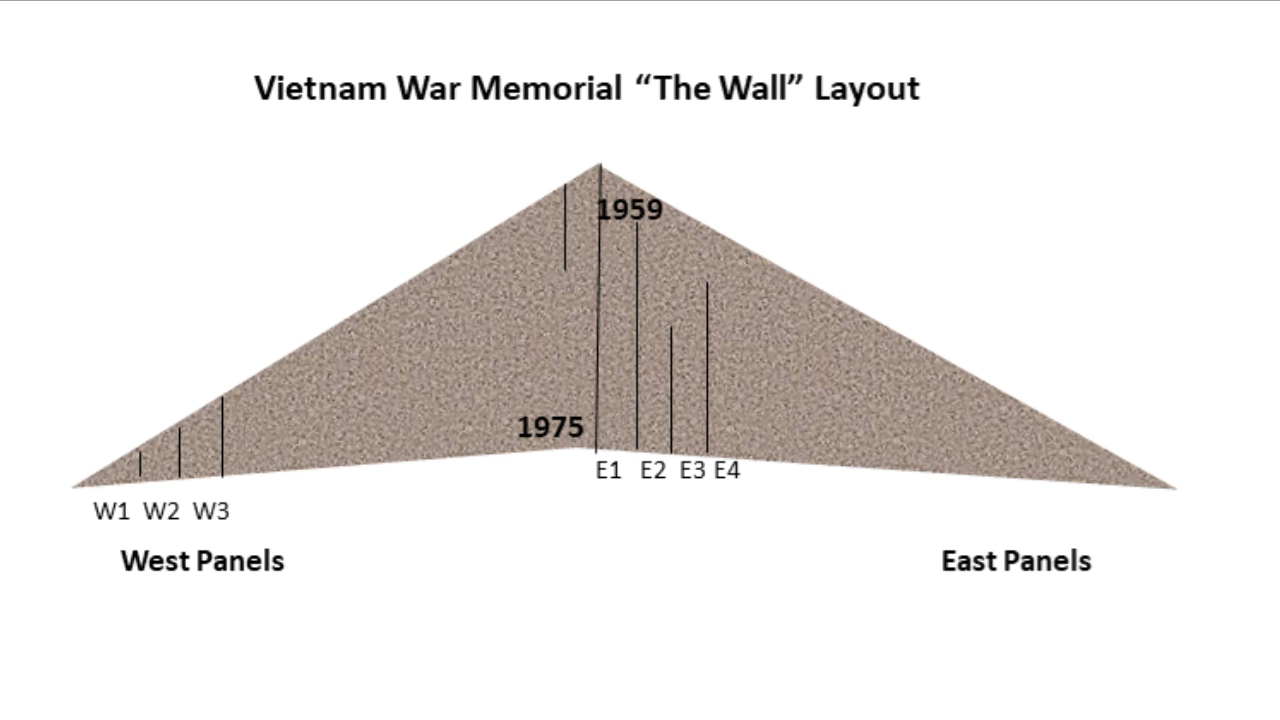 Vietnam War Memorial “The Wall” Layout
1959
1975
E1 E2 E3 E4
W1 W2 W3
West Panels
East Panels